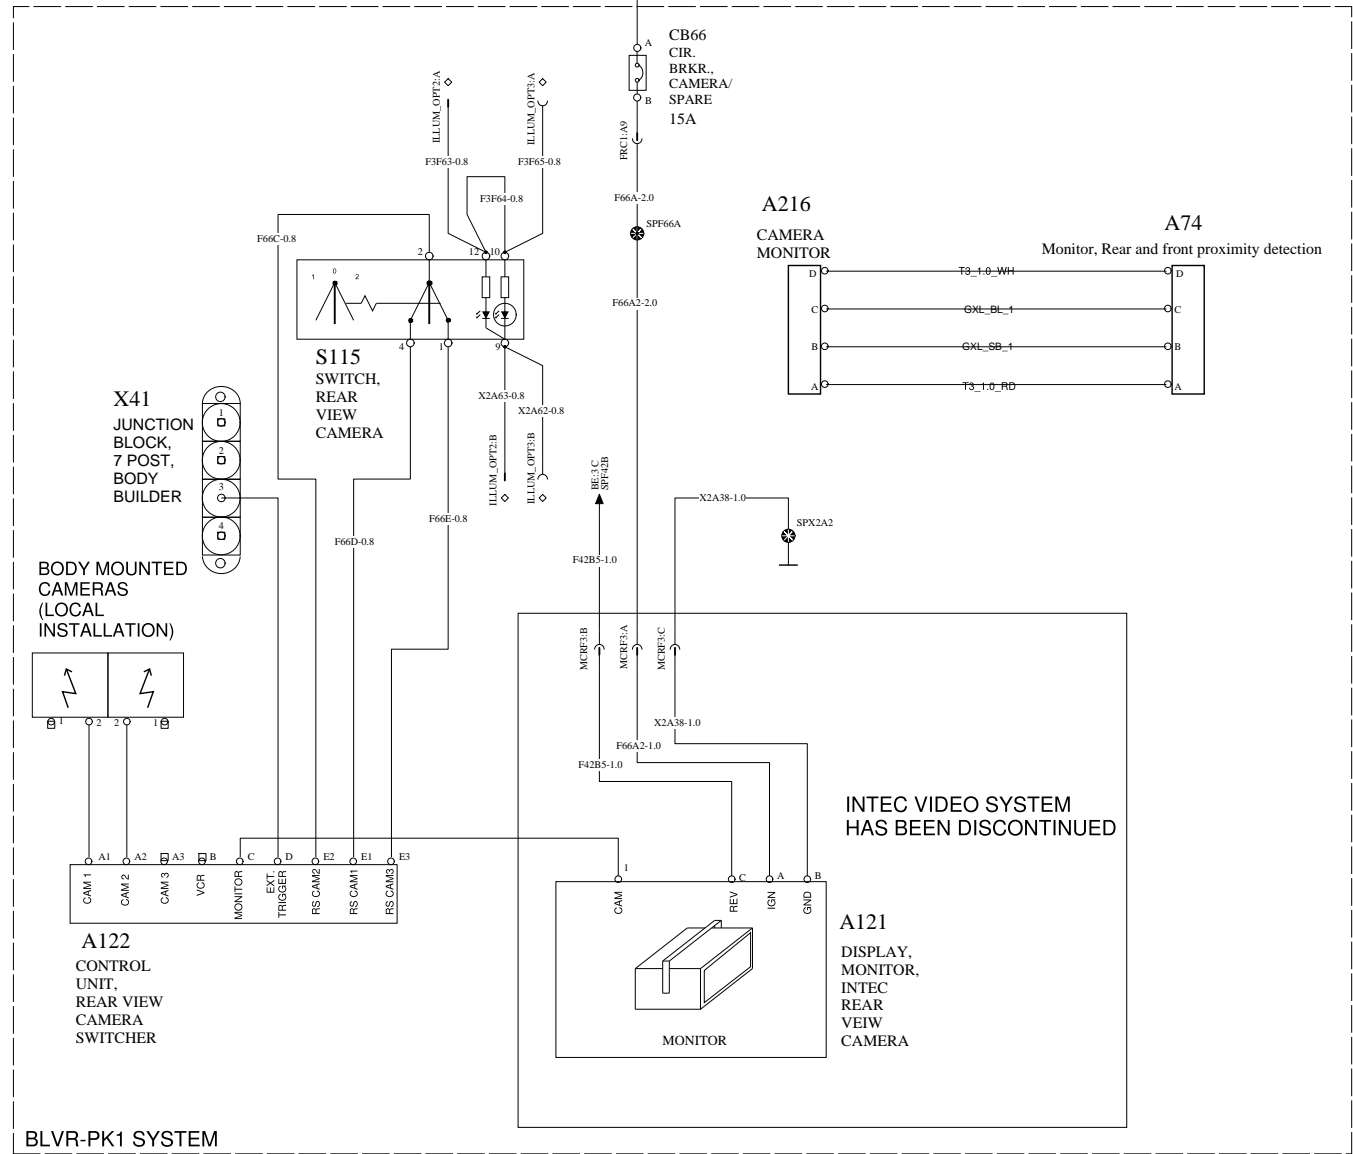 CB66
CIR.
BRKR.,
CAMERA/
SPARE
15A
A
B
FRC1:A9
F66A-2.0
SPF66A
F66A2-2.0
ILLUM_OPT2:A
ILLUM_OPT3:A
F3F63-0.8
F3F65-0.8
F3F64-0.8
F66C-0.8
2
12
10
1
0
2
4
1
9
S115
SWITCH,
REAR
VIEW
CAMERA
X2A63-0.8
X2A62-0.8
ILLUM_OPT2:B
ILLUM_OPT3:B
F66E-0.8
F66D-0.8
A216
CAMERA
MONITOR
A74
Monitor, Rear and front proximity detection
D
T3_1.0_WH
D
C
GXL_BL_1
C
B
GXL_SB_1
B
A
T3_1.0_RD
A
X41
JUNCTION
BLOCK,
7 POST,
BODY
BUILDER
1
2
3
4
BE:3 C
SPF42B
F42B5-1.0
X2A38-1.0
SPX2A2
BODY MOUNTED
CAMERAS
(LOCAL
INSTALLATION)
1
2
2
1
MCRF3:B
MCRF3:A
MCRF3:C
X2A38-1.0
F66A2-1.0
F42B5-1.0
INTEC VIDEO SYSTEM
HAS BEEN DISCONTINUED
A1
A2
A3
B
C
D
E2
E1
E3
CAM 1
CAM 2
CAM 3
VCR
MONITOR
EXT.
TRIGGER
RS CAM2
RS CAM1
RS CAM3
A122
CONTROL
UNIT,
REAR VIEW
CAMERA
SWITCHER
1
C
A
B
CAM
REV
IGN
GND
MONITOR
A121
DISPLAY,
MONITOR,
INTEC
REAR
VEIW
CAMERA
BLVR-PK1 SYSTEM